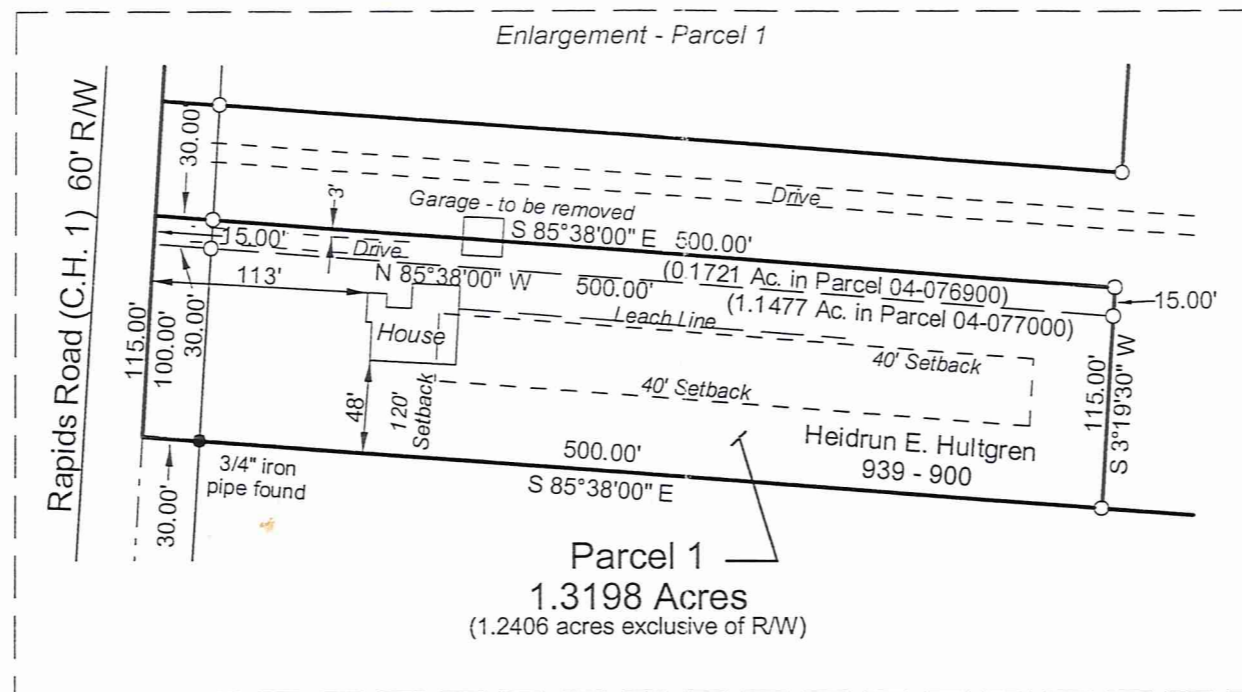 Enlargement - Parcel 1
Rapids Road (C.H. 1) 60' R/W
30.00'
3'
Garage - to be removed
Drive
S 85°38'00" E 500.00'
15.00'
Drive
N 85°38'00" W 500.00'
(0.1721 Ac. in Parcel 04-076900)
(1.1477 Ac. in Parcel 04-077000)
15.00'
113'
House
Leach Line
40' Setback
40' Setback
115.00'
100.00'
30.00'
48'
120'
Setback
S 3°19'30" W
115.00'
Heidrun E. Hultgren
939 - 900
500.00'
S 85°38'00" E
3/4" iron
pipe found
30.00'
Parcel 1
1.3198 Acres
(1.2406 acres exclusive of R/W)